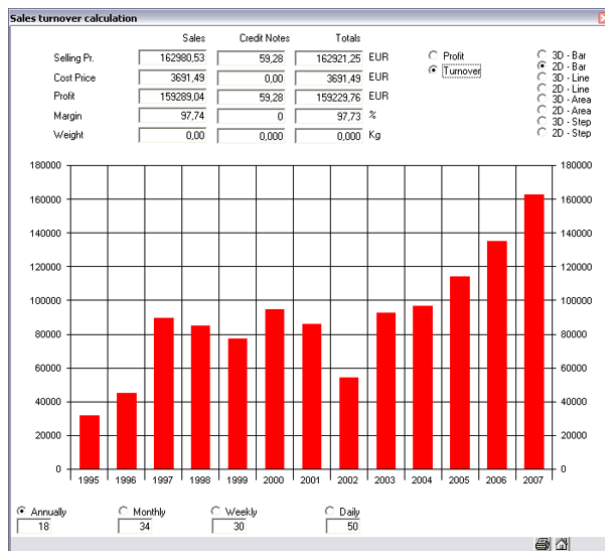 Sales turnover calculation
Sales Credit Notes Totals
Selling Pr. 162980,53 59,28 162921,25 EUR
Cost Price 3691,49 0,00 3691,49 EUR
Profit 159289,04 59,28 159229,76 EUR
Margin 97,74 0 97,73 %
Weight 0,00 0,000 0,000 Kg
Profit
Turnover
3D - Bar
2D - Bar
3D - Line
2D - Line
3D - Area
2D - Area
3D - Step
2D - Step
180000 180000
160000 160000
140000 140000
120000 120000
100000 100000
80000 80000
60000 60000
40000 40000
20000 20000
0 0
1995 1996 1997 1998 1999 2000 2001 2002 2003 2004 2005 2006 2007
Annually Monthly Weekly Daily
18 34 30 50